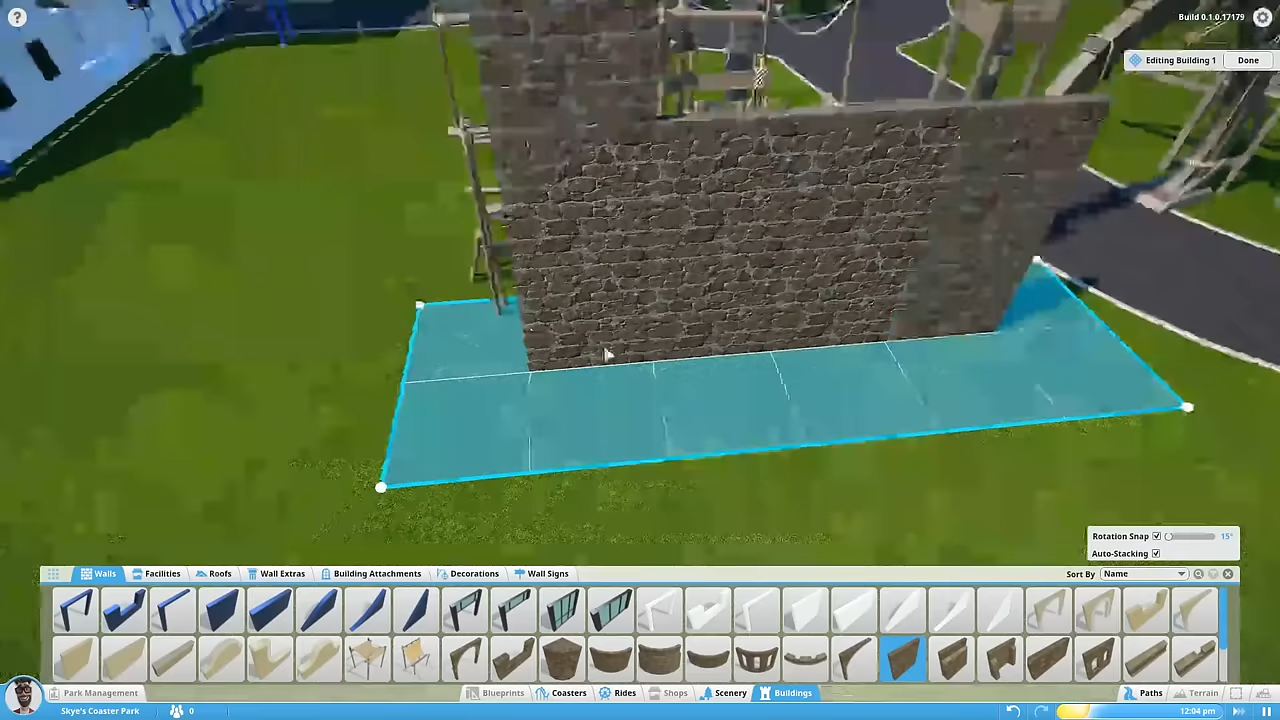 ?
Build 0.1.0.17179
Editing Building 1 Done
Rotation Snap 15°
Auto-Stacking
Walls Facilities Roofs Wall Extras Building Attachments Decorations Wall Signs Sort By Name
Park Management Blueprints Coasters Rides Shops Scenery Buildings Paths Terrain
Skye's Coaster Park 0 12:04 pm